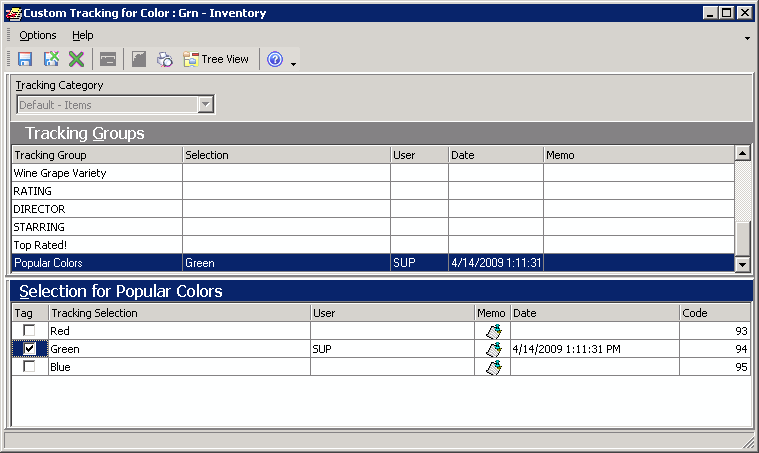 Custom Tracking for Color : Grn - Inventory
Options Help
Tree View
Tracking Category
Default - Items
Tracking Groups
Tracking Group Selection User Date Memo
Wine Grape Variety
RATING
DIRECTOR
STARRING
Top Rated!
Popular Colors Green SUP 4/14/2009 1:11:31
Selection for Popular Colors
Tag Tracking Selection User Memo Date Code
Red 93
Green SUP 4/14/2009 1:11:31 PM 94
Blue 95